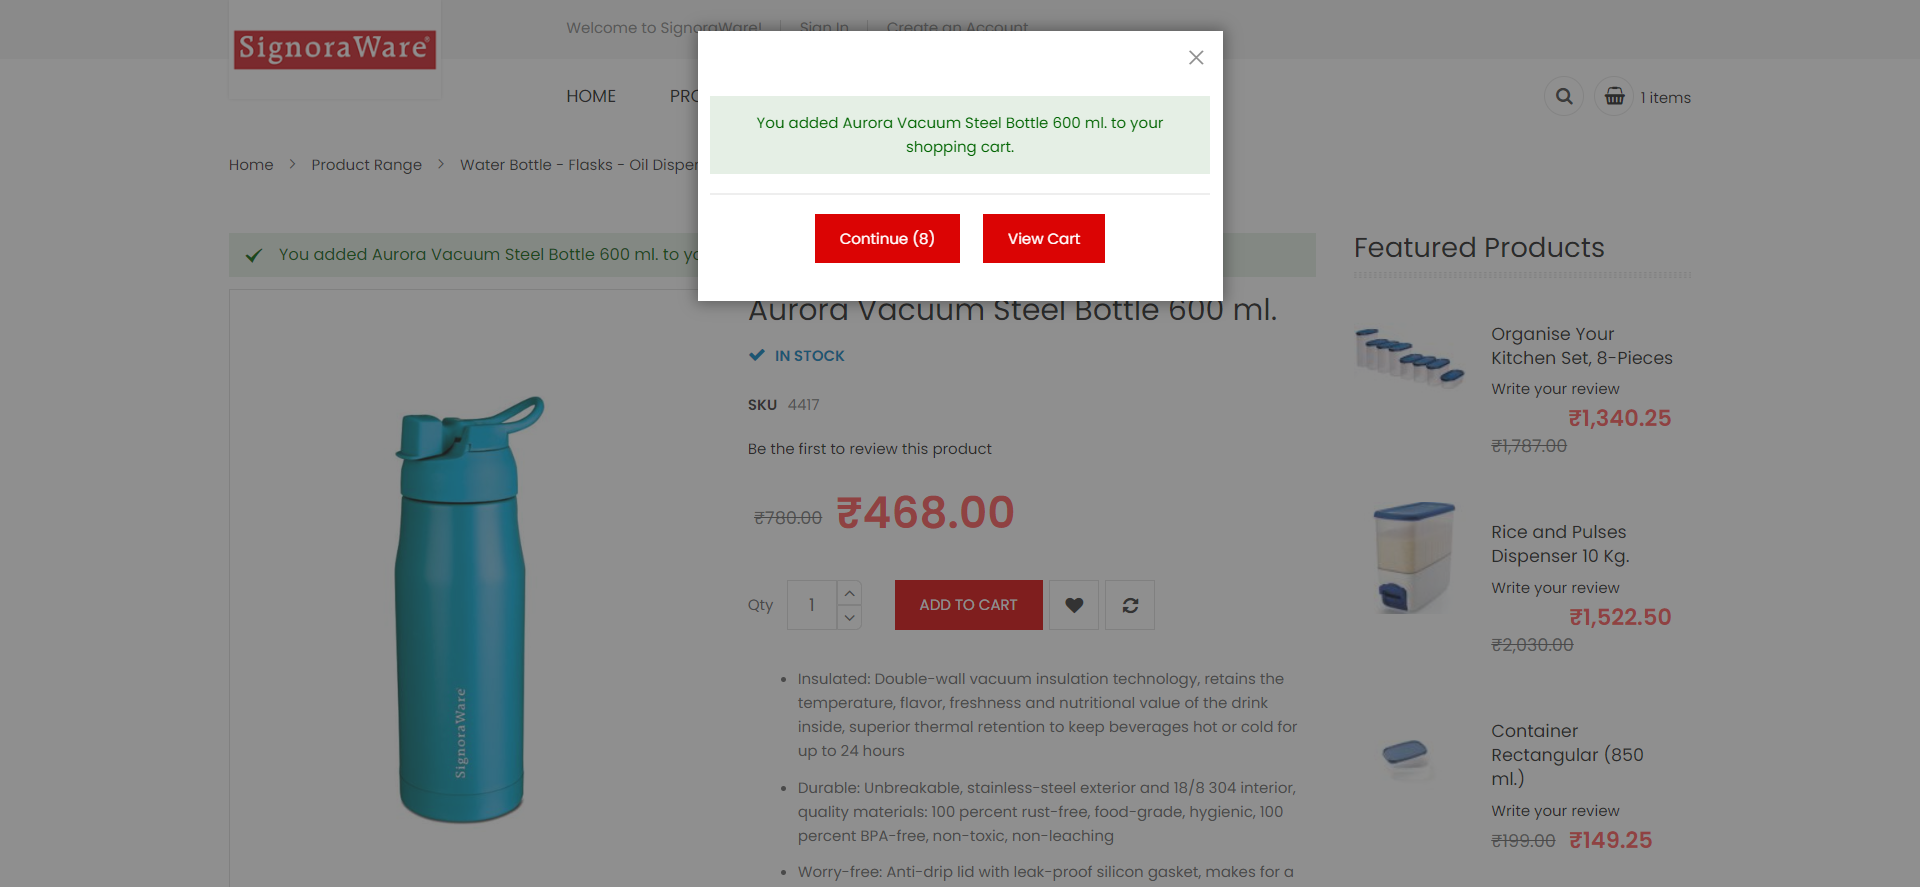 SignoraWare®
Welcome to SignoraWare!
Sign In
Create an Account
HOME
1 items
Home
Product Range
Water Bottle - Flasks - Oil
You added Aurora Vacuum Steel Bottle 600 ml. to your
shopping cart.
Continue (8)
View Cart
You added Aurora Vacuum Steel Bottle 600 ml. to
Aurora Vacuum Steel Bottle 600 ml.
IN STOCK
SKU 4417
Be the first to review this product
₹780.00 ₹468.00
Qty 1
ADD TO CART
Insulated: Double-wall vacuum insulation technology, retains the
temperature, flavor, freshness and nutritional value of the drink
inside, superior thermal retention to keep beverages hot or cold for
up to 24 hours
Durable: Unbreakable, stainless-steel exterior and 18/8 304 interior,
quality materials: 100 percent rust-free, food-grade, hygienic, 100
percent BPA-free, non-toxic, non-leaching
Worry-free: Anti-drip lid with leak-proof silicon gasket, makes for a
SignoraWare
Featured Products
Organise Your
Kitchen Set, 8-Pieces
Write your review
₹1,340.25
₹1,787.00
Rice and Pulses
Dispenser 10 Kg.
Write your review
₹1,522.50
₹2,030.00
Container
Rectangular (850
ml.)
Write your review
₹199.00 ₹149.25